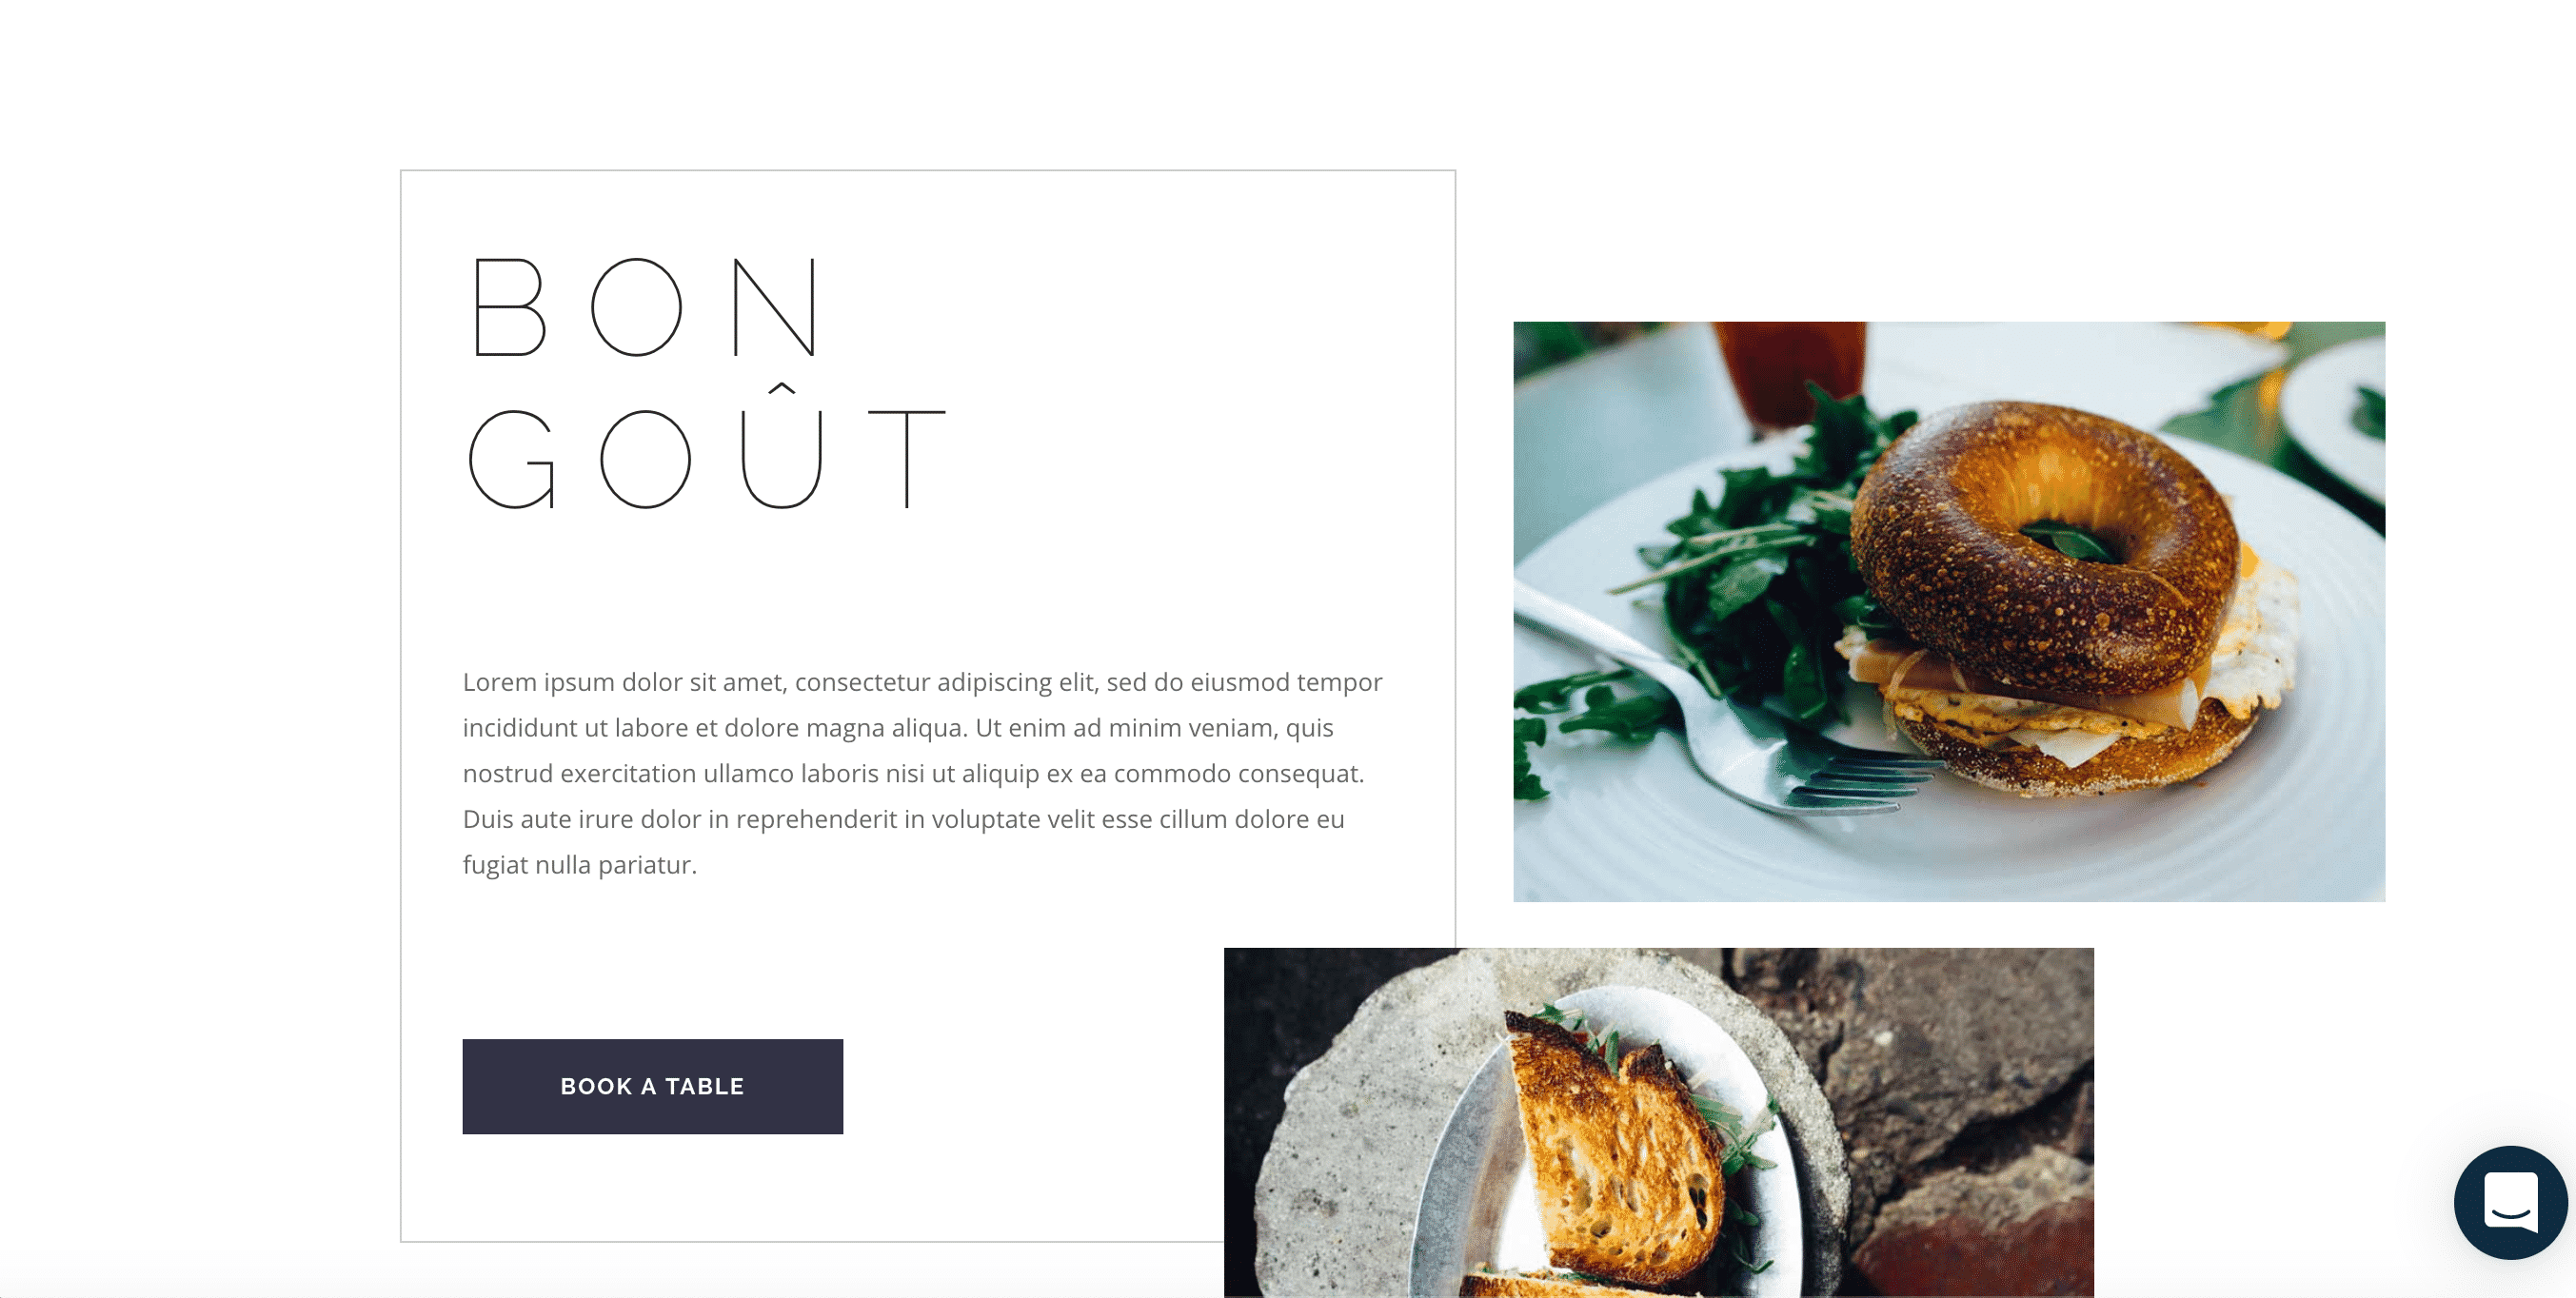 BON
GOÛT
Lorem ipsum dolor sit amet, consectetur adipiscing elit, sed do eiusmod tempor
incididunt ut labore et dolore magna aliqua. Ut enim ad minim veniam, quis
nostrud exercitation ullamco laboris nisi ut aliquip ex ea commodo consequat.
Duis aute irure dolor in reprehenderit in voluptate velit esse cillum dolore eu
fugiat nulla pariatur.
BOOK A TABLE